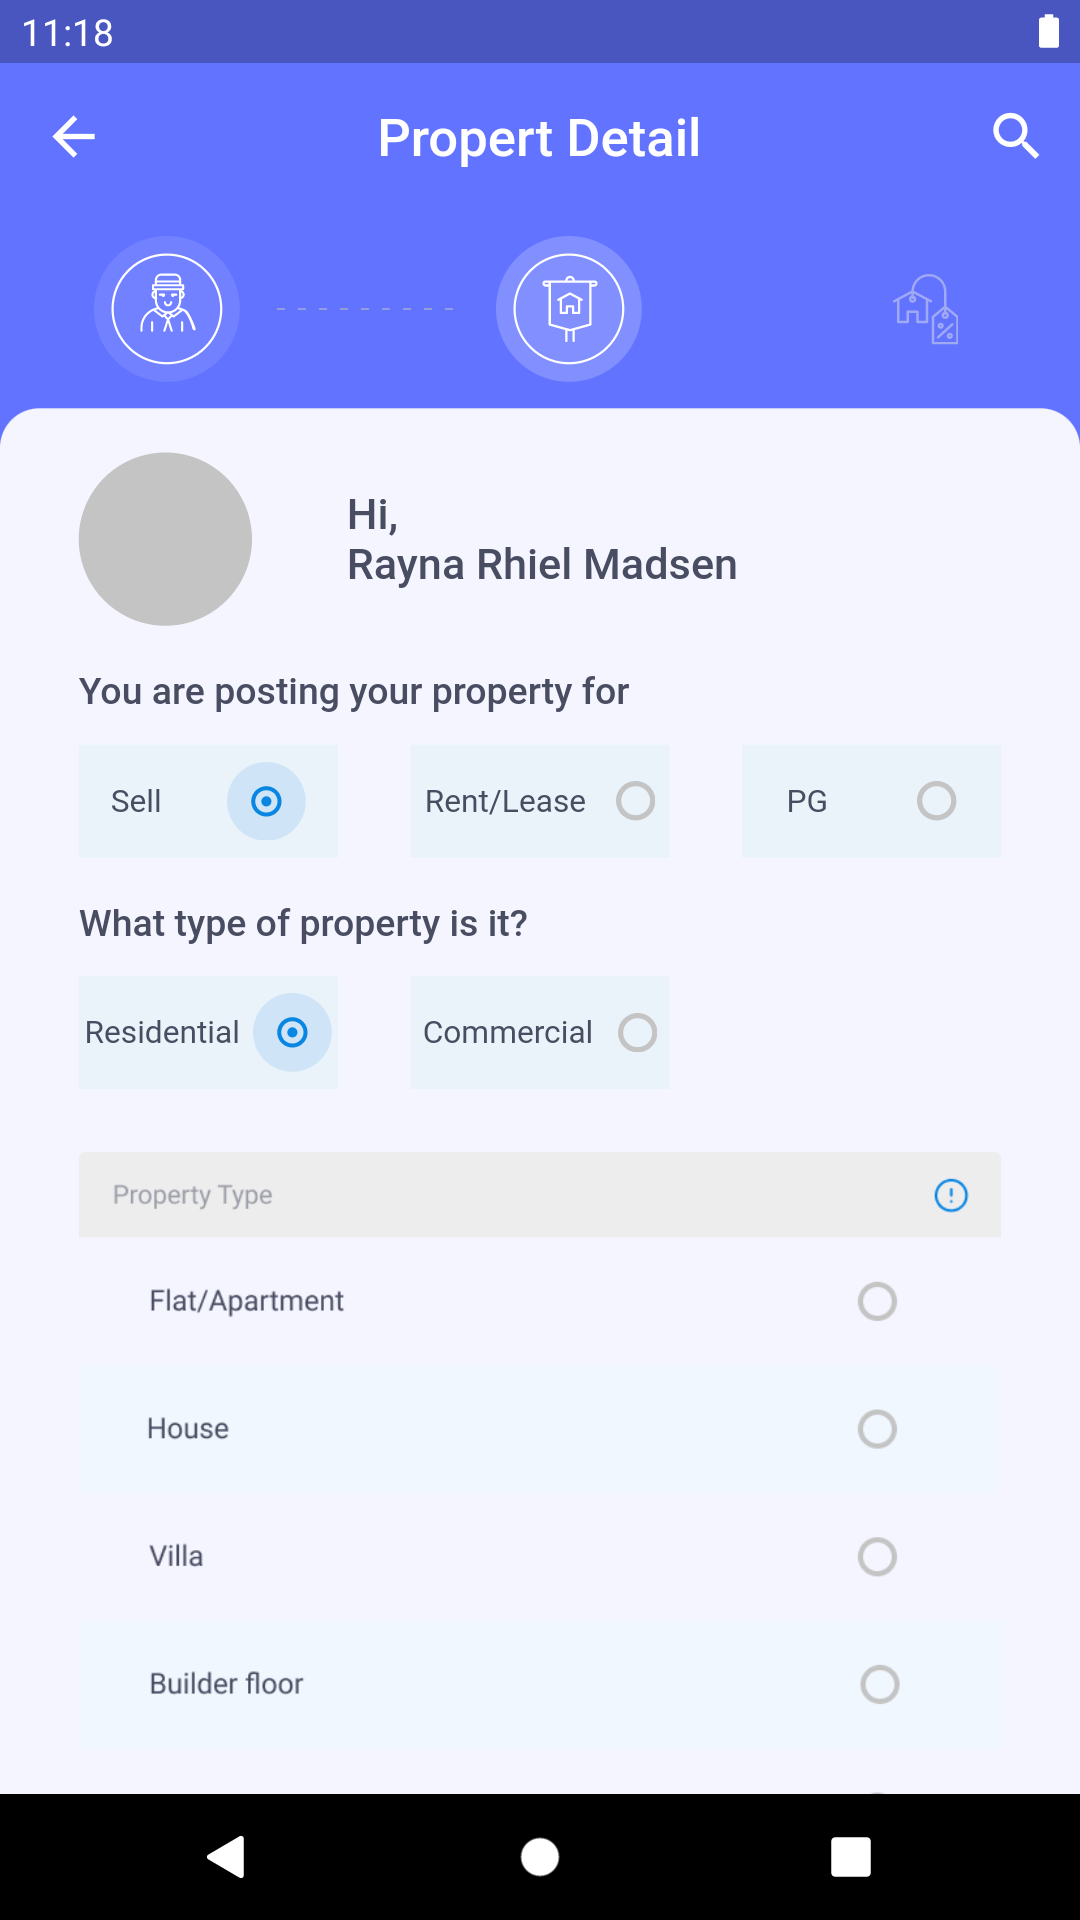 11:18
Propert Detail
Hi,
Rayna Rhiel Madsen
You are posting your property for
Sell
Rent/Lease
PG
What type of property is it?
Residential
Commercial
Property Type
Flat/Apartment
House
Villa
Builder floor